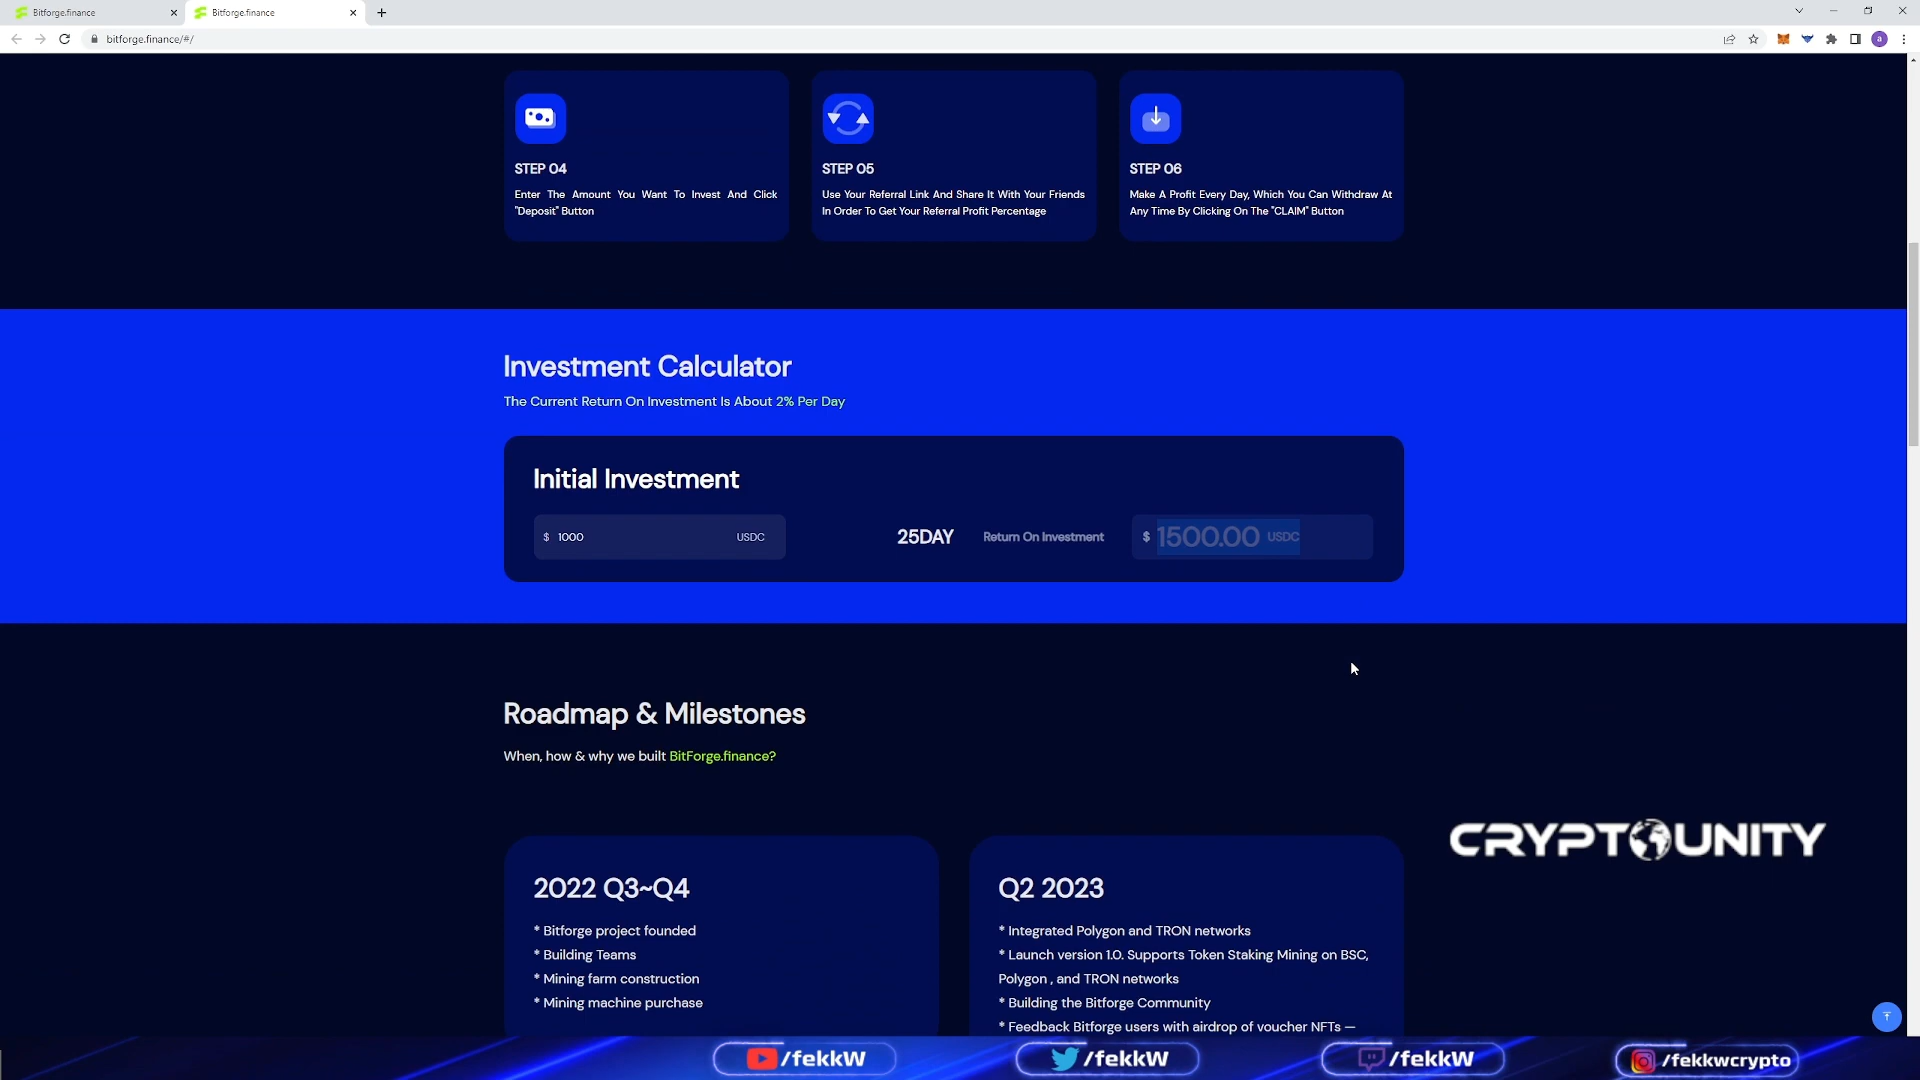 Bitforge.finance
Bitforge.finance
bitforge.finance/#/
a
STEP 04
Enter The Amount You Want To Invest And Click
"Deposit" Button
STEP 05
Use Your Referral Link And Share It With Your Friends
In Order To Get Your Referral Profit Percentage
STEP 06
Make A Profit Every Day, Which You Can Withdraw At
Any Time By Clicking On The "CLAIM" Button
Investment Calculator
The Current Return On Investment Is About 2% Per Day
Initial Investment
$ 1000 USDC
25DAY
Return On Investment
$ 1500.00 USDC
Roadmap & Milestones
When, how & why we built BitForge.finance?
CRYPTOUNITY
2022 Q3~Q4
* Bitforge project founded
* Building Teams
* Mining farm construction
* Mining machine purchase
Q2 2023
* Integrated Polygon and TRON networks
* Launch version 1.0. Supports Token Staking Mining on BSC,
Polygon , and TRON networks
* Building the Bitforge Community
* Feedback Bitforge users with airdrop of voucher NFTs —
/fekkW
/fekkW
/fekkW
/fekkwcrypto